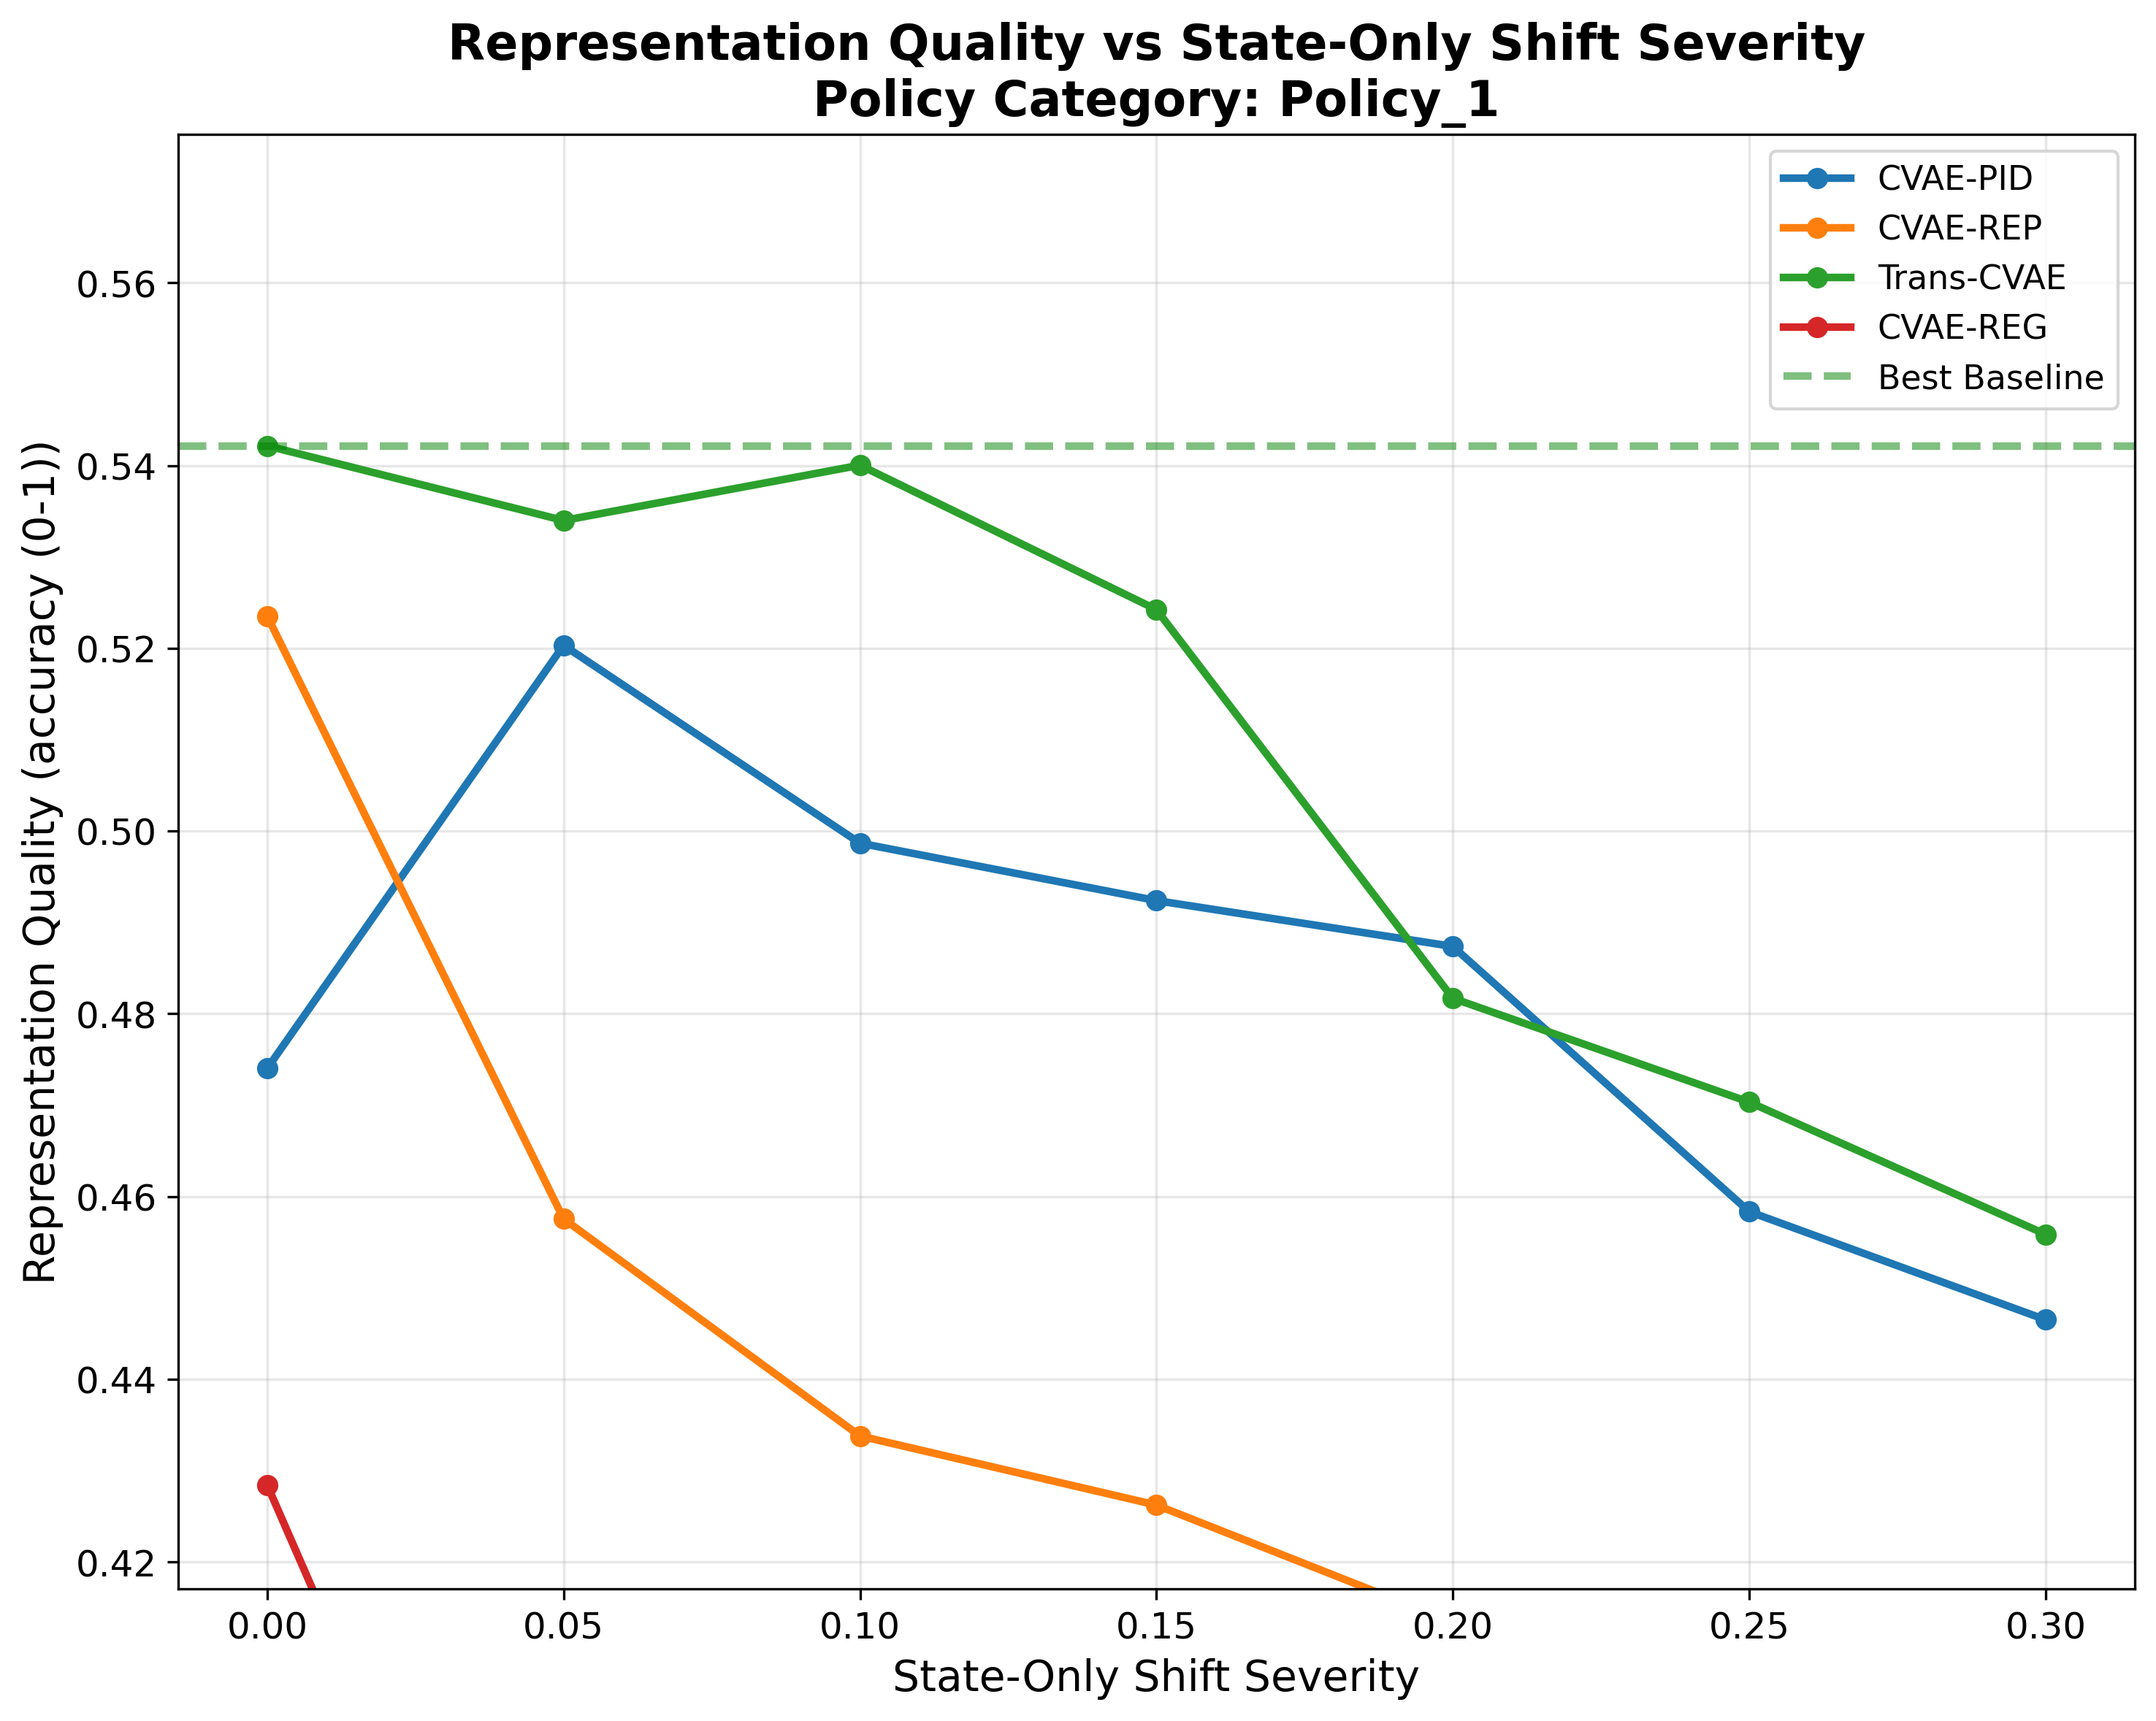 Representation Quality vs State-Only Shift Severity
Policy Category: Policy_1
CVAE-PID
CVAE-REP
Trans-CVAE
CVAE-REG
Best Baseline
Representation Quality (accuracy (0-1))
0.56
0.54
0.52
0.50
0.48
0.46
0.44
0.42
0.00
0.05
0.10
0.15
0.20
0.25
0.30
State-Only Shift Severity